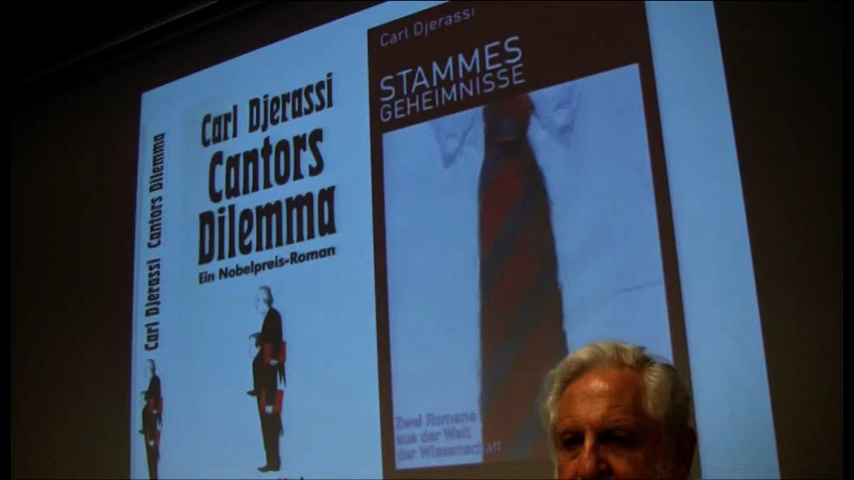 Carl Djerassi Cantors Dilemma
Carl Djerassi
Cantors
Dilemma
Ein Nobelpreis-Roman
Carl Djerassi
STAMMES
GEHEIMNISSE
Zwei Romane
aus der Welt
der Wissenschaft